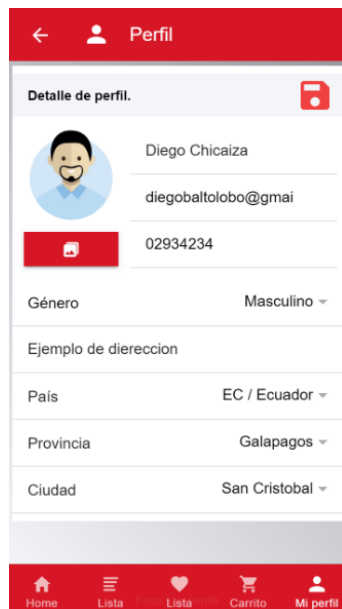 Perfil
Detalle de perfil.
Diego Chicaiza
diegobaltolobo@gmai
02934234
Género Masculino
Ejemplo de diereccion
País EC / Ecuador
Provincia Galapagos
Ciudad San Cristobal
Home Lista Lista Carrito Mi perfil